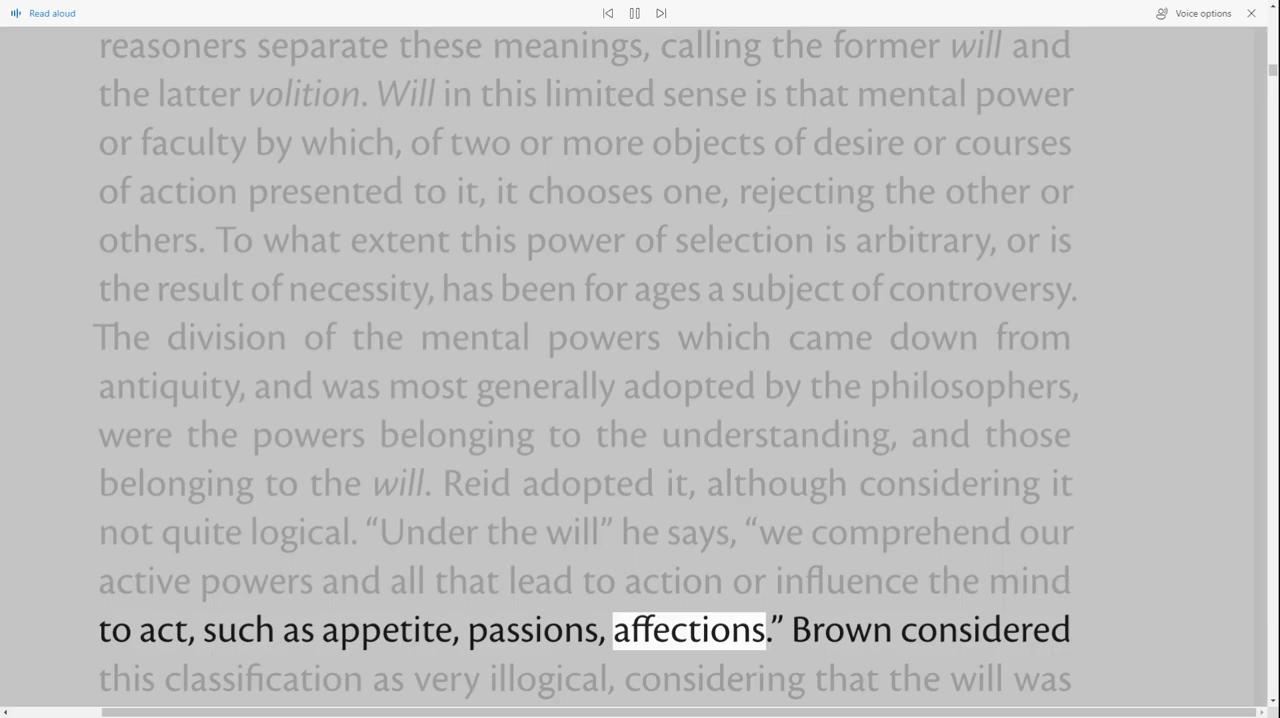 Read aloud
Voice options
reasoners separate these meanings, calling the former will and
the latter volition. Will in this limited sense is that mental power
or faculty by which, of two or more objects of desire or courses
of action presented to it, it chooses one, rejecting the other or
others. To what extent this power of selection is arbitrary, or is
the result of necessity, has been for ages a subject of controversy.
The division of the mental powers which came down from
antiquity, and was most generally adopted by the philosophers,
were the powers belonging to the understanding, and those
belonging to the will. Reid adopted it, although considering it
not quite logical. “Under the will” he says, “we comprehend our
active powers and all that lead to action or influence the mind
to act, such as appetite, passions, affections.” Brown considered
this classification as very illogical, considering that the will was